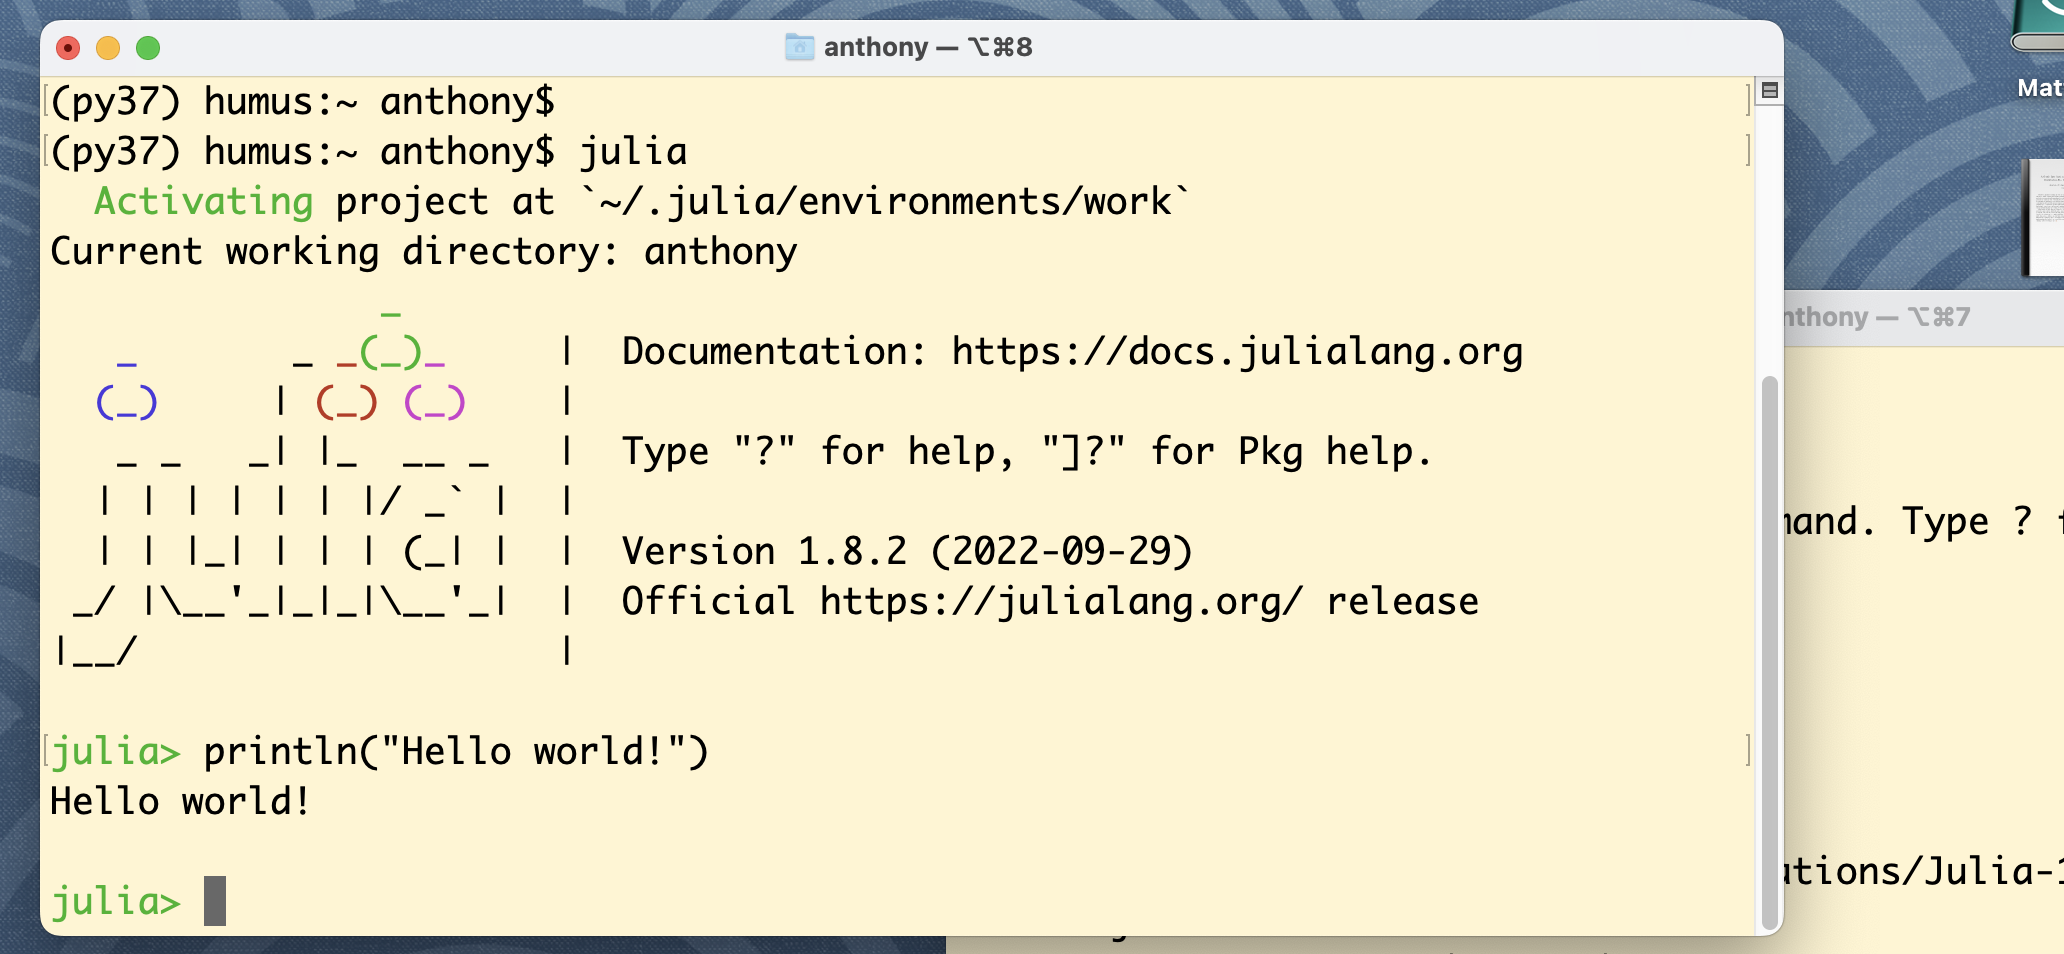 anthony — ⌥⌘8
(py37) humus:~ anthony$
(py37) humus:~ anthony$ julia
  Activating project at `~/.julia/environments/work`
Current working directory: anthony
               _
   _       _ _(_)_     |  Documentation: https://docs.julialang.org
  (_)     | (_) (_)    |
   _ _   _| |_  __ _   |  Type "?" for help, "]?" for Pkg help.
  | | | | | | |/ _` |  |
  | | |_| | | | (_| |  |  Version 1.8.2 (2022-09-29)
 _/ |\__'_|_|_|\__'_|  |  Official https://julialang.org/ release
|__/                   |
julia> println("Hello world!")
Hello world!
julia>
Mat
nthony — ⌥⌘7
mand. Type ? f
ations/Julia-1